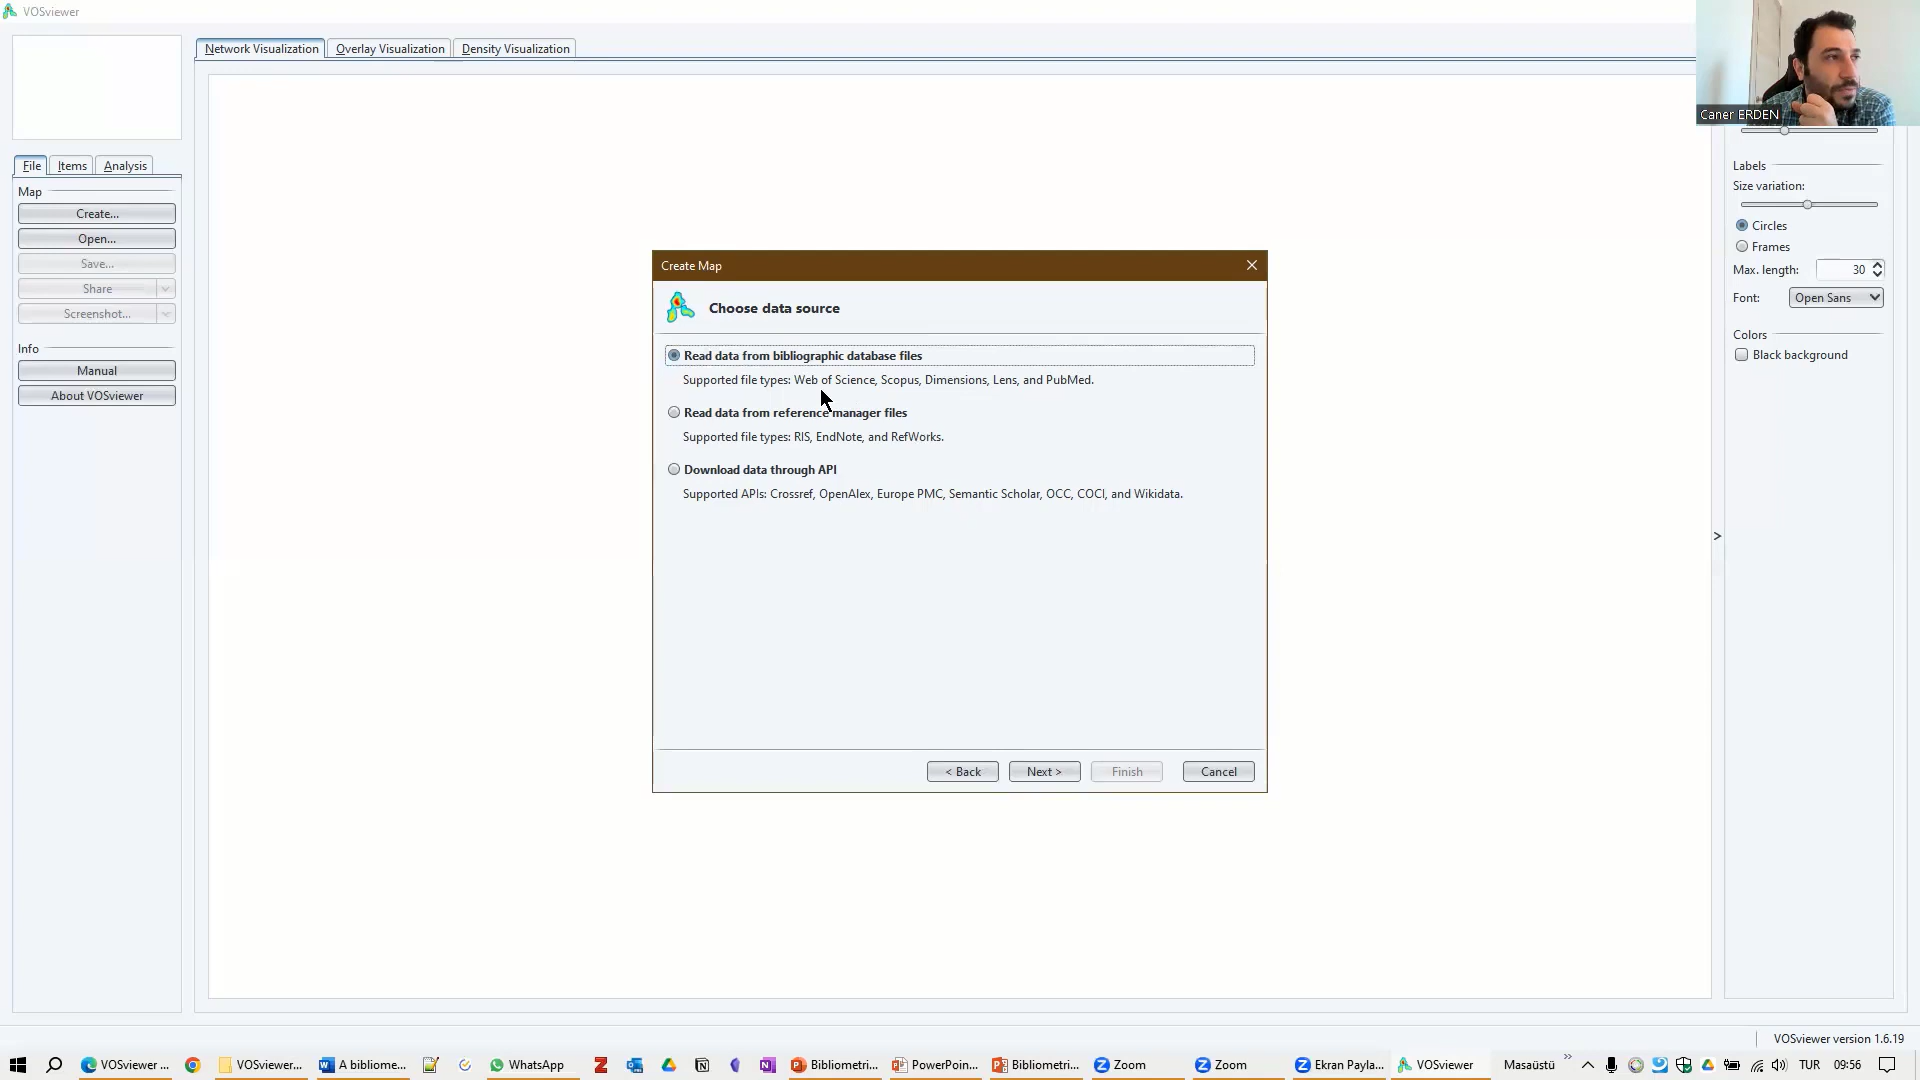 VOSviewer
Network Visualization
Overlay Visualization
Density Visualization
Caner ERDEN
File
Items
Analysis
Map
Create...
Open...
Save...
Share
Screenshot...
Info
Manual
About VOSviewer
Create Map
Choose data source
Read data from bibliographic database files
Supported file types: Web of Science, Scopus, Dimensions, Lens, and PubMed.
Read data from reference manager files
Supported file types: RIS, EndNote, and RefWorks.
Download data through API
Supported APIs: Crossref, OpenAlex, Europe PMC, Semantic Scholar, OCC, COCI, and Wikidata.
< Back
Next >
Finish
Cancel
Labels
Size variation:
Circles
Frames
Max. length:
30
Font:
Open Sans
Colors
Black background
>
VOSviewer version 1.6.19
VOSviewer ...
VOSviewer...
A bibliome...
WhatsApp
Bibliometri...
PowerPoin...
Bibliometri...
Zoom
Zoom
Ekran Payla...
VOSviewer
Masaüstü
TUR
09:56